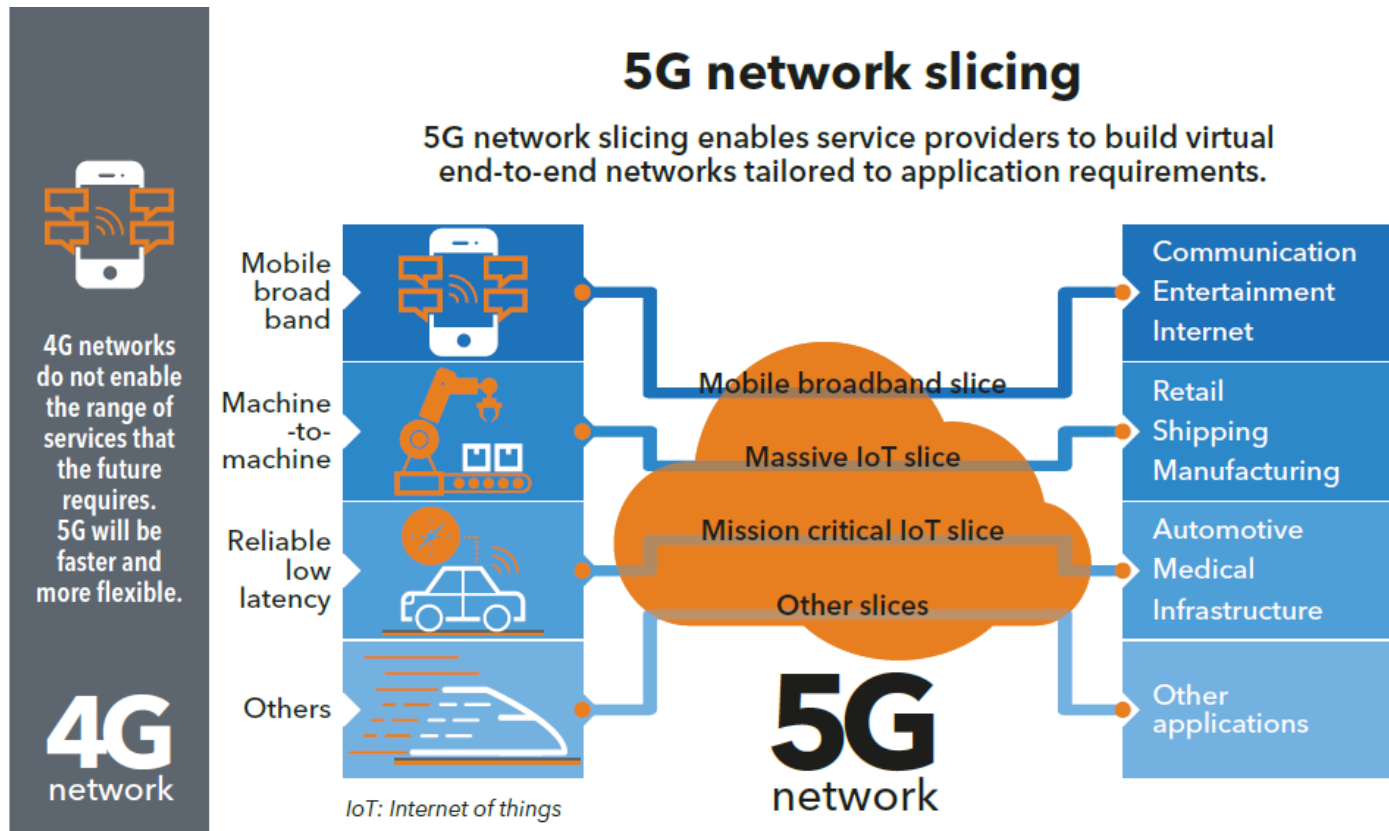 5G network slicing
5G network slicing enables service providers to build virtual
end-to-end networks tailored to application requirements.
4G networks
do not enable
the range of
services that
the future
requires.
5G will be
faster and
more flexible.
4G
network
Mobile
broad
band
Machine
-to-
machine
Reliable
low
latency
Others
IoT: Internet of things
Mobile broadband slice
Massive IoT slice
Mission critical IoT slice
Other slices
5G
network
Communication
Entertainment
Internet
Retail
Shipping
Manufacturing
Automotive
Medical
Infrastructure
Other
applications